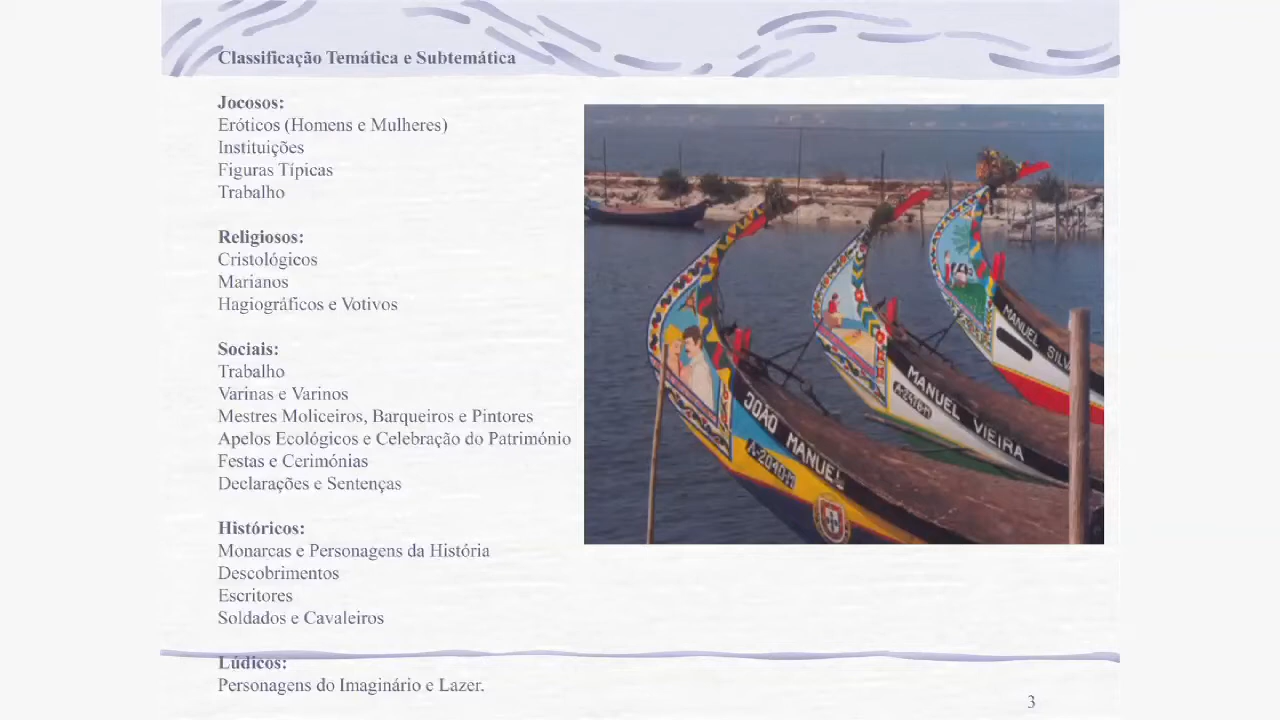 Classificação Temática e Subtemática
Jocosos:
Eróticos (Homens e Mulheres)
Instituições
Figuras Típicas
Trabalho
Religiosos:
Cristológicos
Marianos
Hagiográficos e Votivos
Sociais:
Trabalho
Varinas e Varinos
Mestres Moliceiros, Barqueiros e Pintores
Apelos Ecológicos e Celebração do Património
Festas e Cerimónias
Declarações e Sentenças
Históricos:
Monarcas e Personagens da História
Descobrimentos
Escritores
Soldados e Cavaleiros
Lúdicos:
Personagens do Imaginário e Lazer.
MANUEL SILVA
MANUEL VIEIRA
JOÃO MANUEL
A-2040-M
3